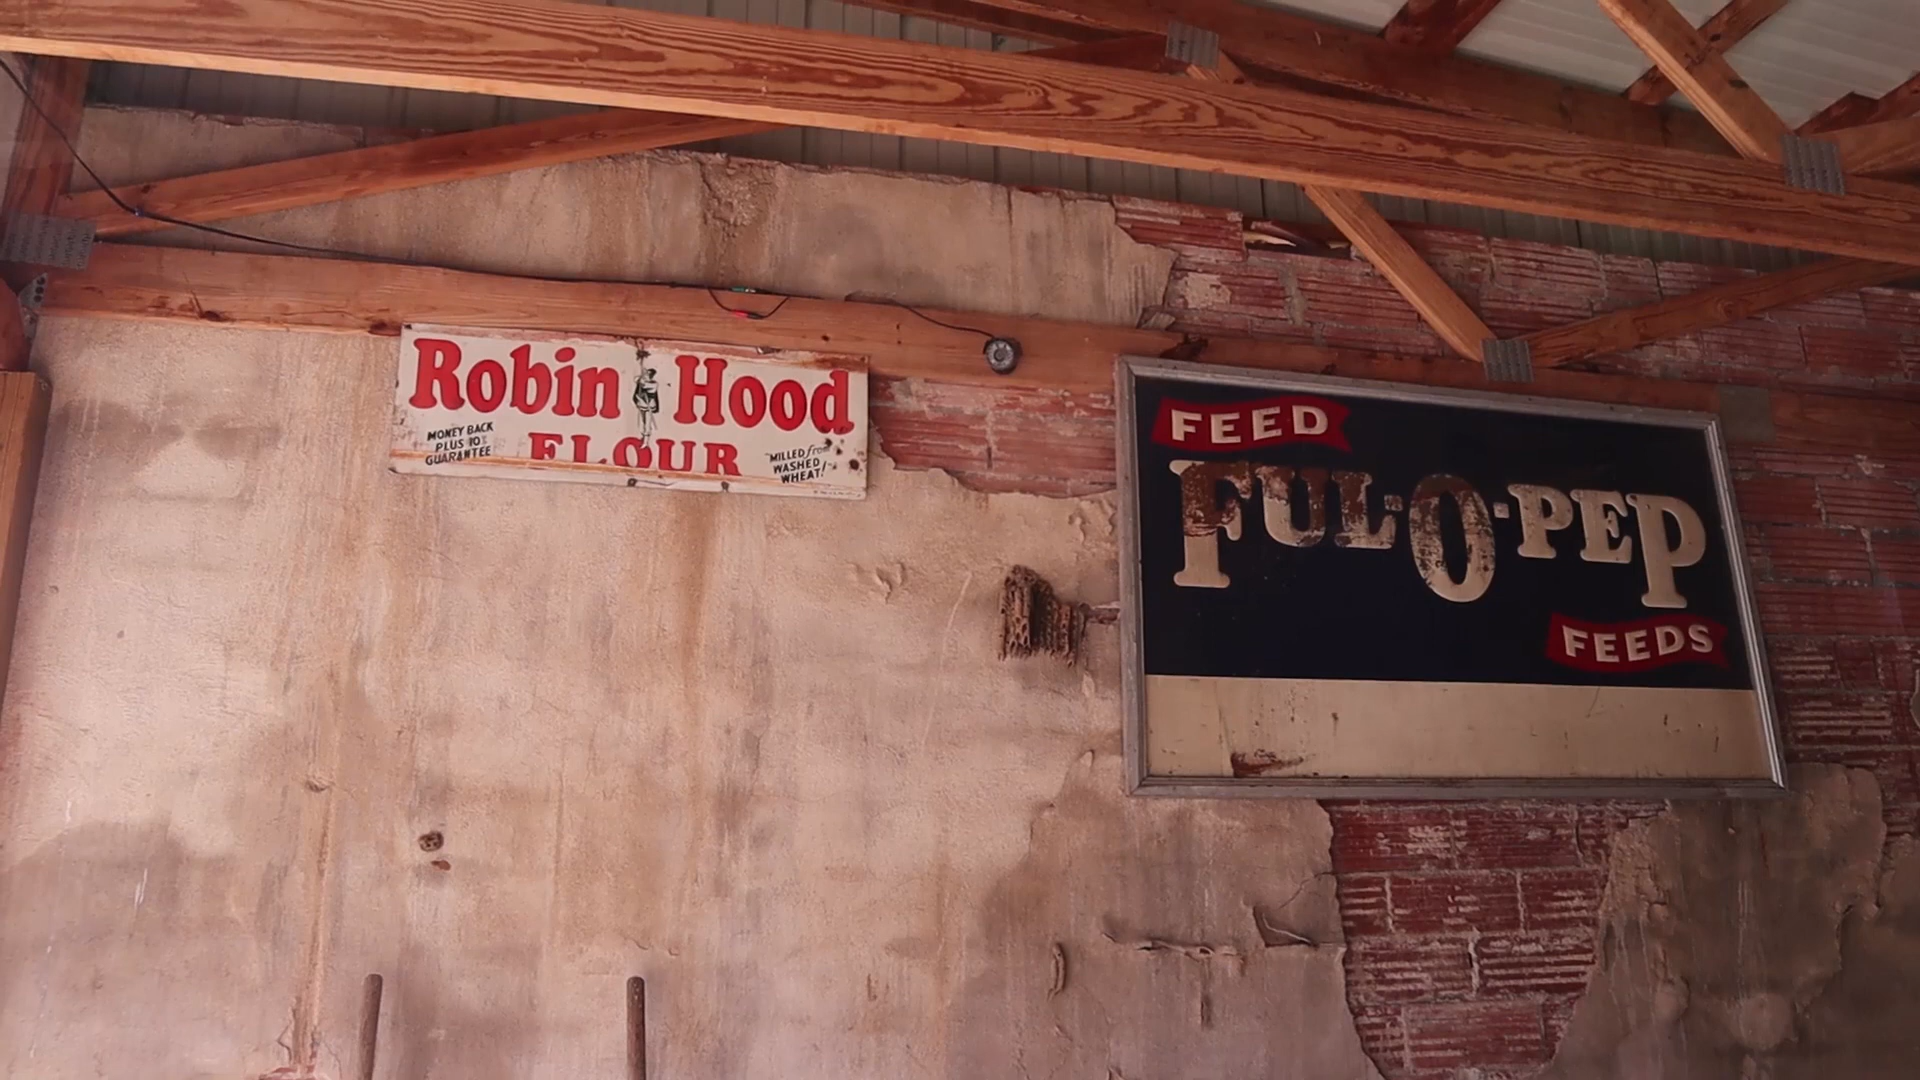 Robin Hood
FLOUR
MONEY BACK
PLUS 10%
GUARANTEE
"MILLED from
WASHED
WHEAT!"
FEED
FUL-O-PEP
FEEDS